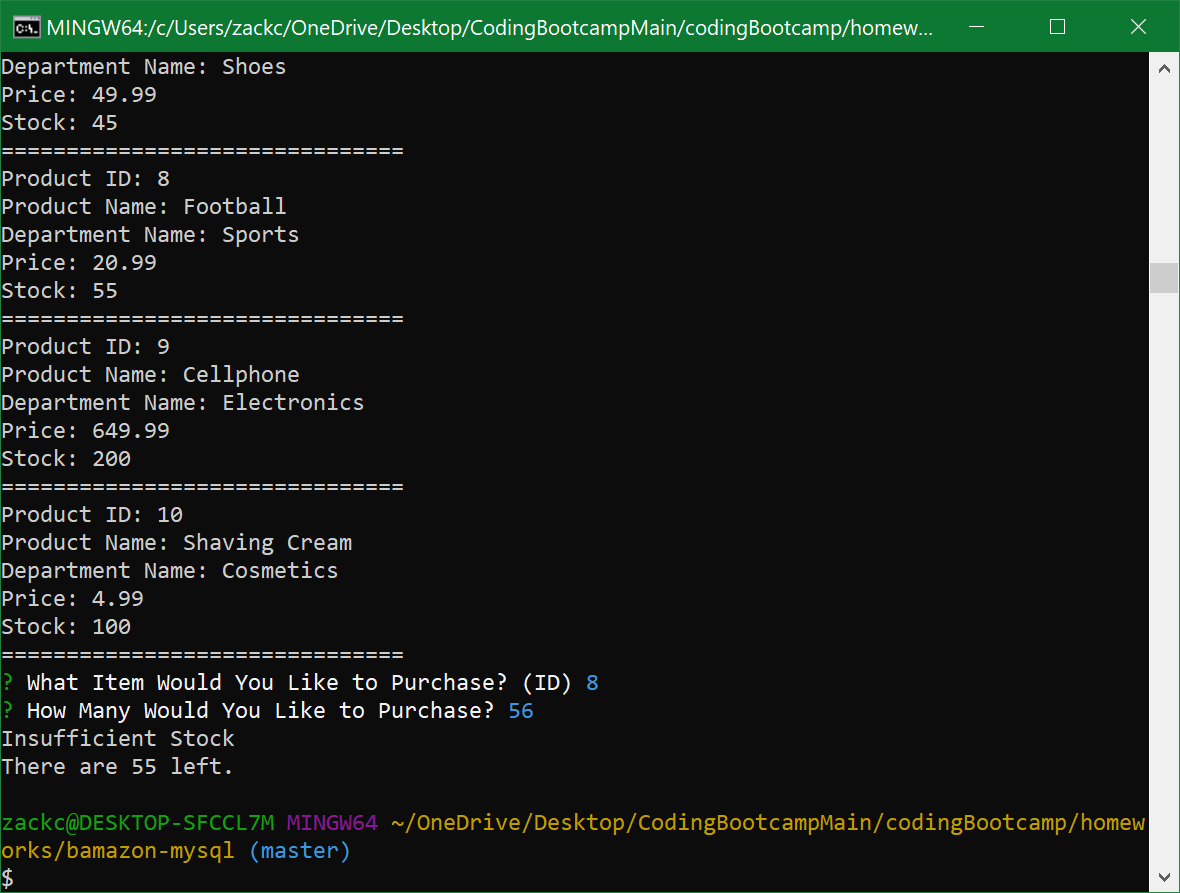 MINGW64:/c/Users/zackc/OneDrive/Desktop/CodingBootcampMain/codingBootcamp/homew...
Department Name: Shoes
Price: 49.99
Stock: 45
===============================
Product ID: 8
Product Name: Football
Department Name: Sports
Price: 20.99
Stock: 55
===============================
Product ID: 9
Product Name: Cellphone
Department Name: Electronics
Price: 649.99
Stock: 200
===============================
Product ID: 10
Product Name: Shaving Cream
Department Name: Cosmetics
Price: 4.99
Stock: 100
===============================
? What Item Would You Like to Purchase? (ID) 8
? How Many Would You Like to Purchase? 56
Insufficient Stock
There are 55 left.
zackc@DESKTOP-SFCCL7M MINGW64 ~/OneDrive/Desktop/CodingBootcampMain/codingBootcamp/homew
orks/bamazon-mysql (master)
$